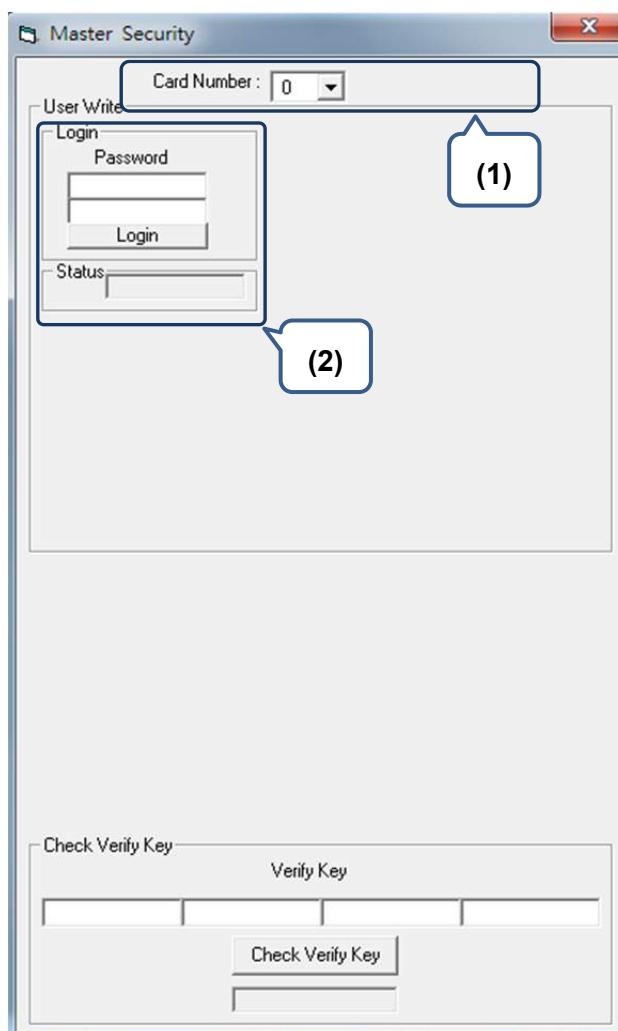 Master Security
Card Number : 0
(1)
User Write
Login
Password
Login
Status
(2)
Check Verify Key
Verify Key
Check Verify Key